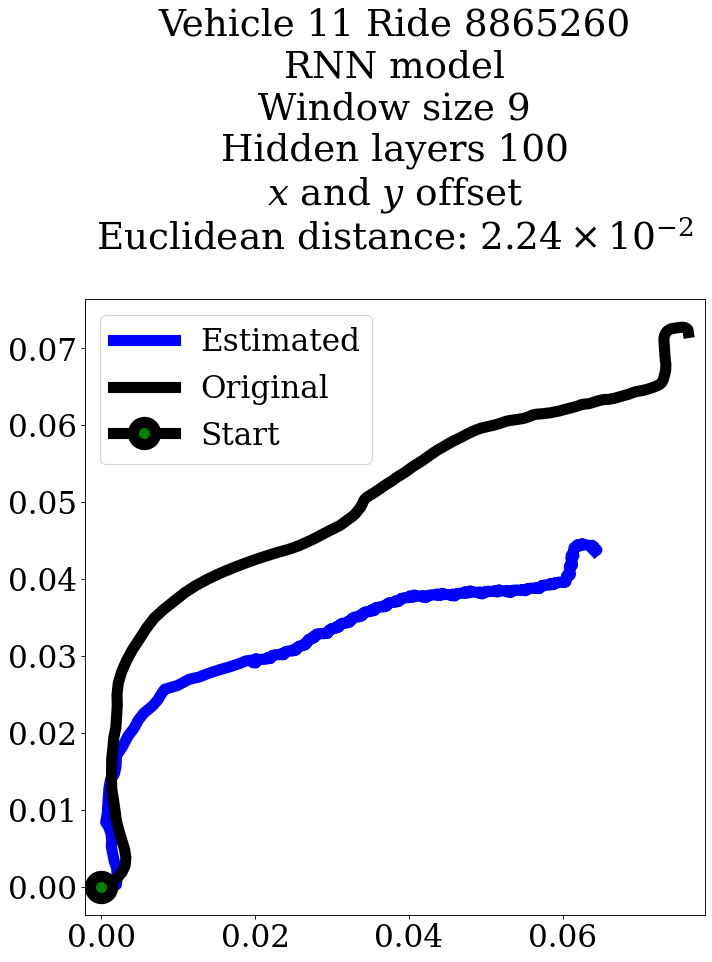 Vehicle 11 Ride 8865260
RNN model
Window size 9
Hidden layers 100
x and y offset
Euclidean distance: 2.24 × 10⁻²
Estimated
Original
Start
0.07
0.06
0.05
0.04
0.03
0.02
0.01
0.00
0.00 0.02 0.04 0.06